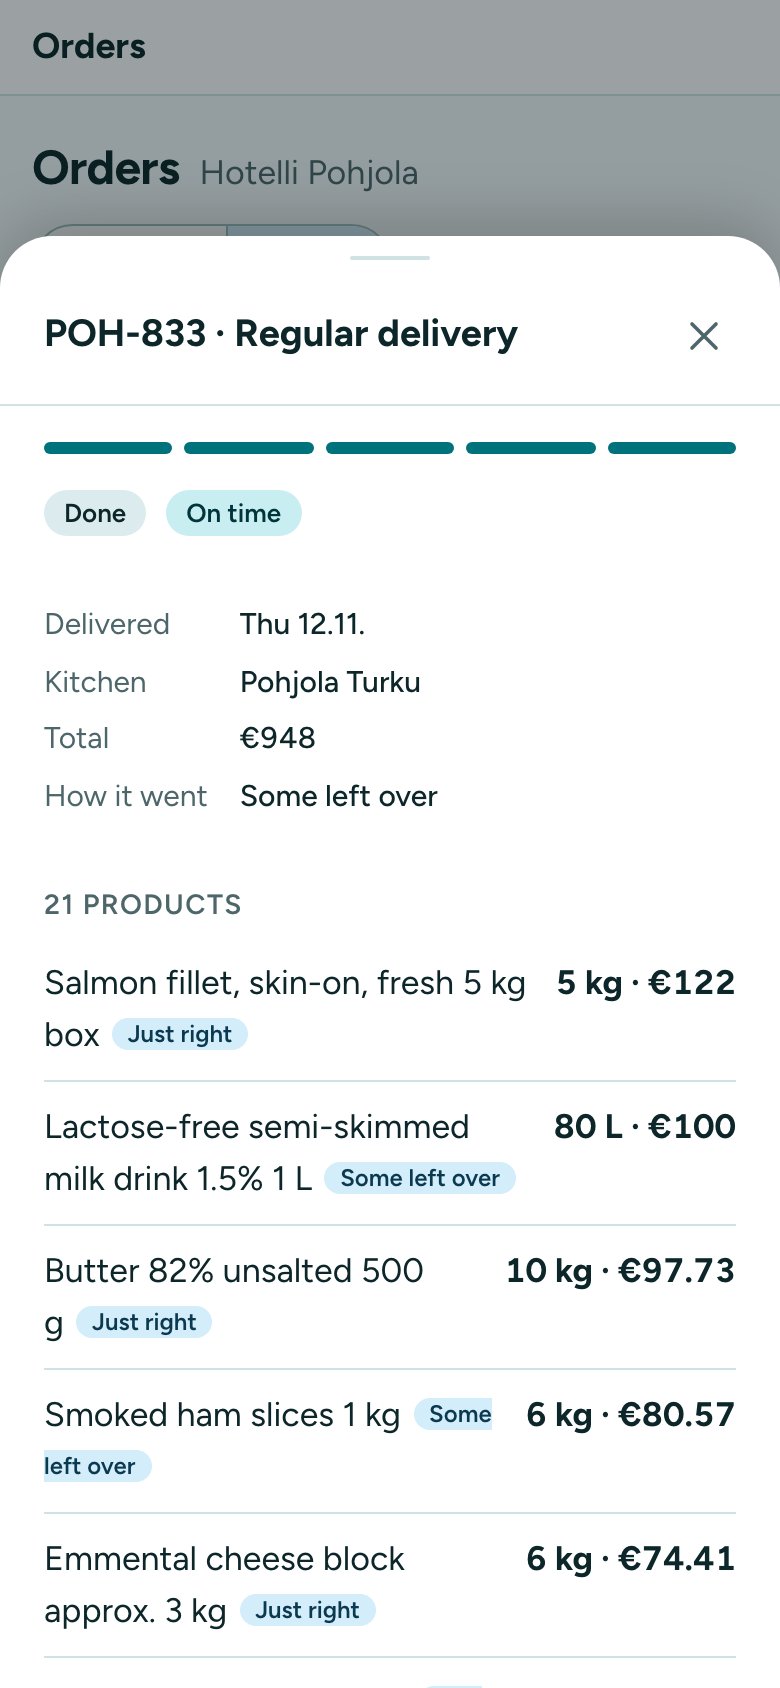 Orders
Orders Hotelli Pohjola
POH-833 · Regular delivery
Done On time
Delivered Thu 12.11.
Kitchen Pohjola Turku
Total €948
How it went Some left over
21 PRODUCTS
Salmon fillet, skin-on, fresh 5 kg 5 kg · €122
box Just right
Lactose-free semi-skimmed 80 L · €100
milk drink 1.5% 1 L Some left over
Butter 82% unsalted 500 10 kg · €97.73
g Just right
Smoked ham slices 1 kg Some 6 kg · €80.57
left over
Emmental cheese block 6 kg · €74.41
approx. 3 kg Just right